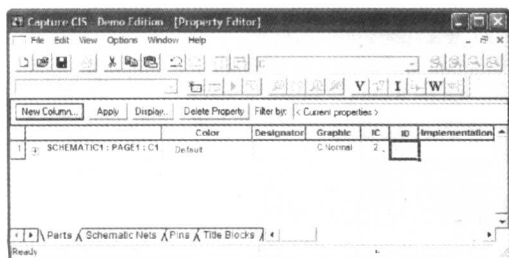 Capture CIS - Demo Edition - [Property Editor]
File Edit View Options Window Help
V I W
New Column... Apply Display... Delete Property Filter by: < Current properties >
Color Designator Graphic IC ID Implementation
1 SCHEMATIC1 : PAGE1 : C1 Default C.Normal 2
Parts Schematic Nets Pins Title Blocks
Ready